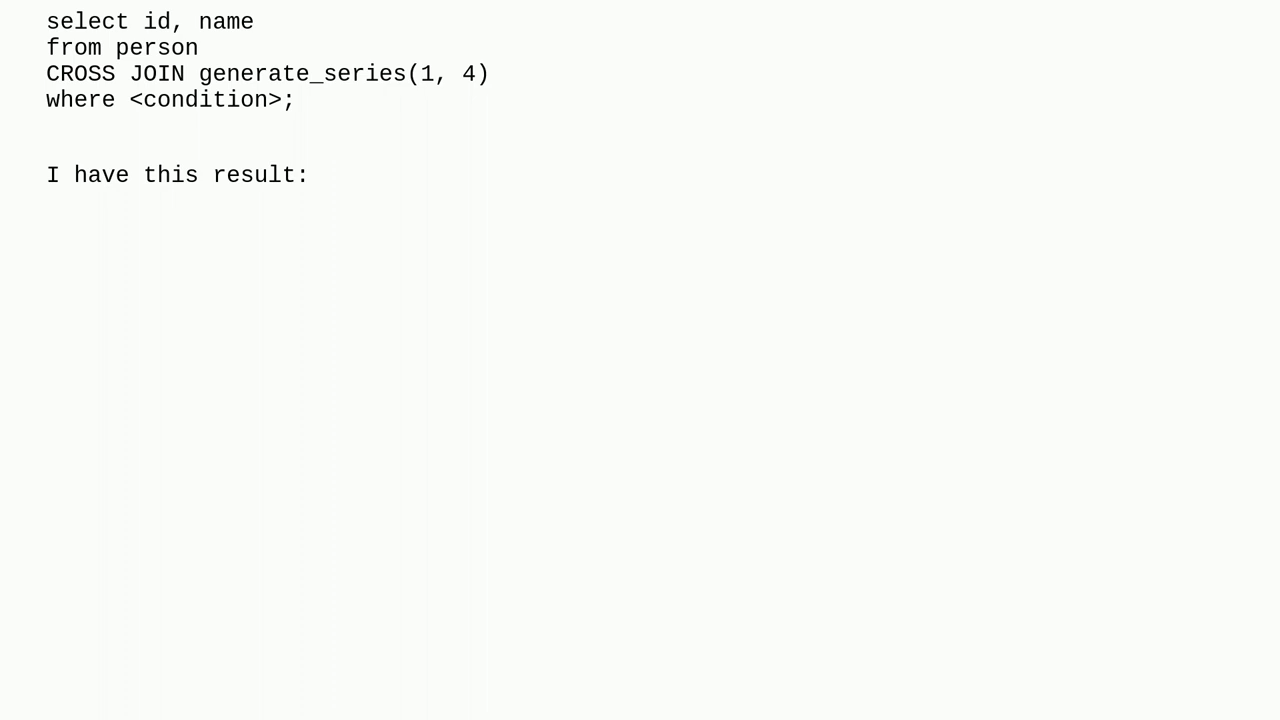 select id, name
from person
CROSS JOIN generate_series(1, 4)
where <condition>;
I have this result: